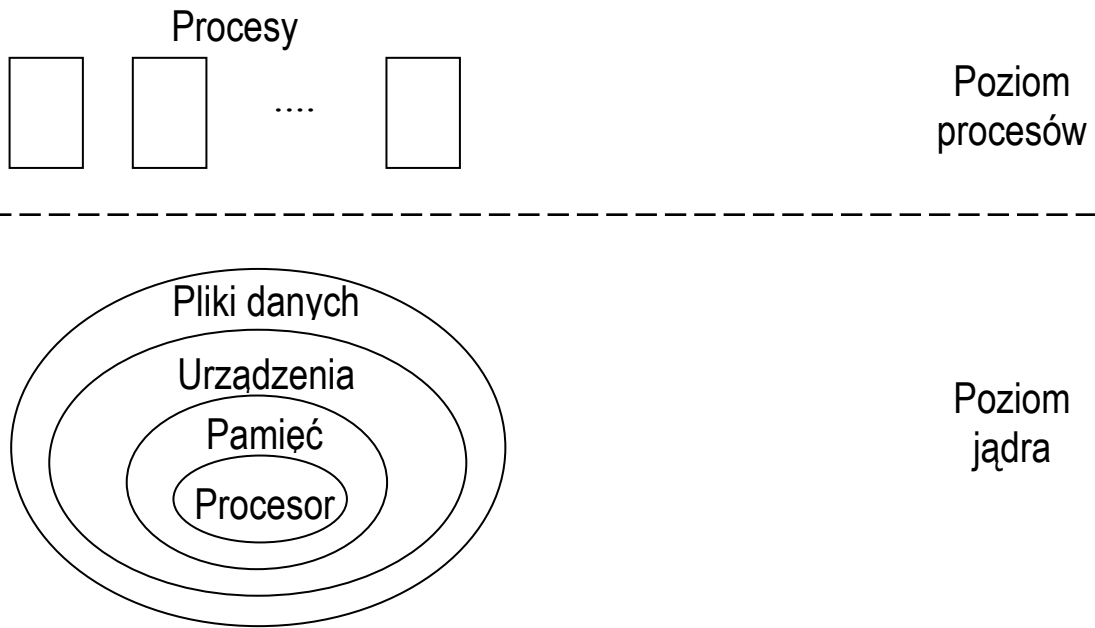 Procesy
....
Poziom
procesów
Pliki danych
Urządzenia
Pamięć
Procesor
Poziom
jądra